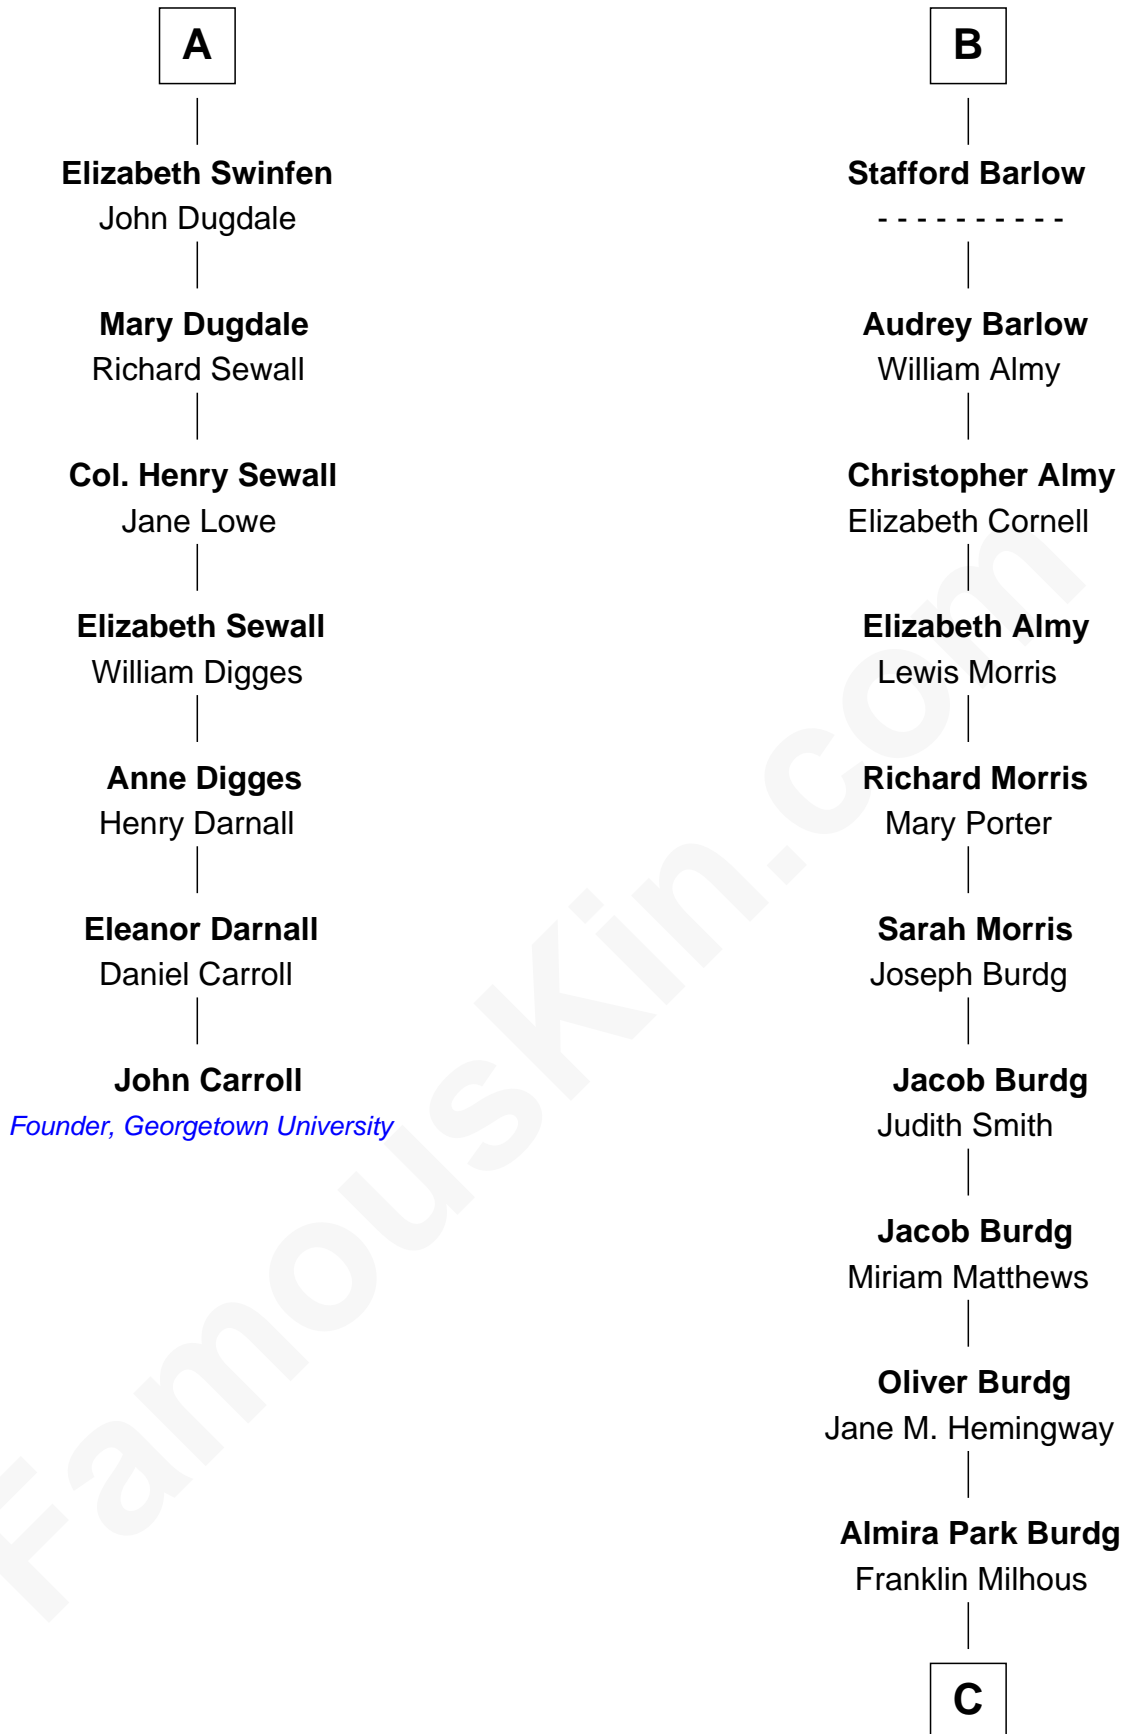 A
Elizabeth Swinfen
John Dugdale
Mary Dugdale
Richard Sewall
Col. Henry Sewall
Jane Lowe
Elizabeth Sewall
William Digges
Anne Digges
Henry Darnall
Eleanor Darnall
Daniel Carroll
John Carroll
Founder, Georgetown University
B
Stafford Barlow
- - - - - - - - - -
Audrey Barlow
William Almy
Christopher Almy
Elizabeth Cornell
Elizabeth Almy
Lewis Morris
Richard Morris
Mary Porter
Sarah Morris
Joseph Burdg
Jacob Burdg
Judith Smith
Jacob Burdg
Miriam Matthews
Oliver Burdg
Jane M. Hemingway
Almira Park Burdg
Franklin Milhous
C
FamousKin.com